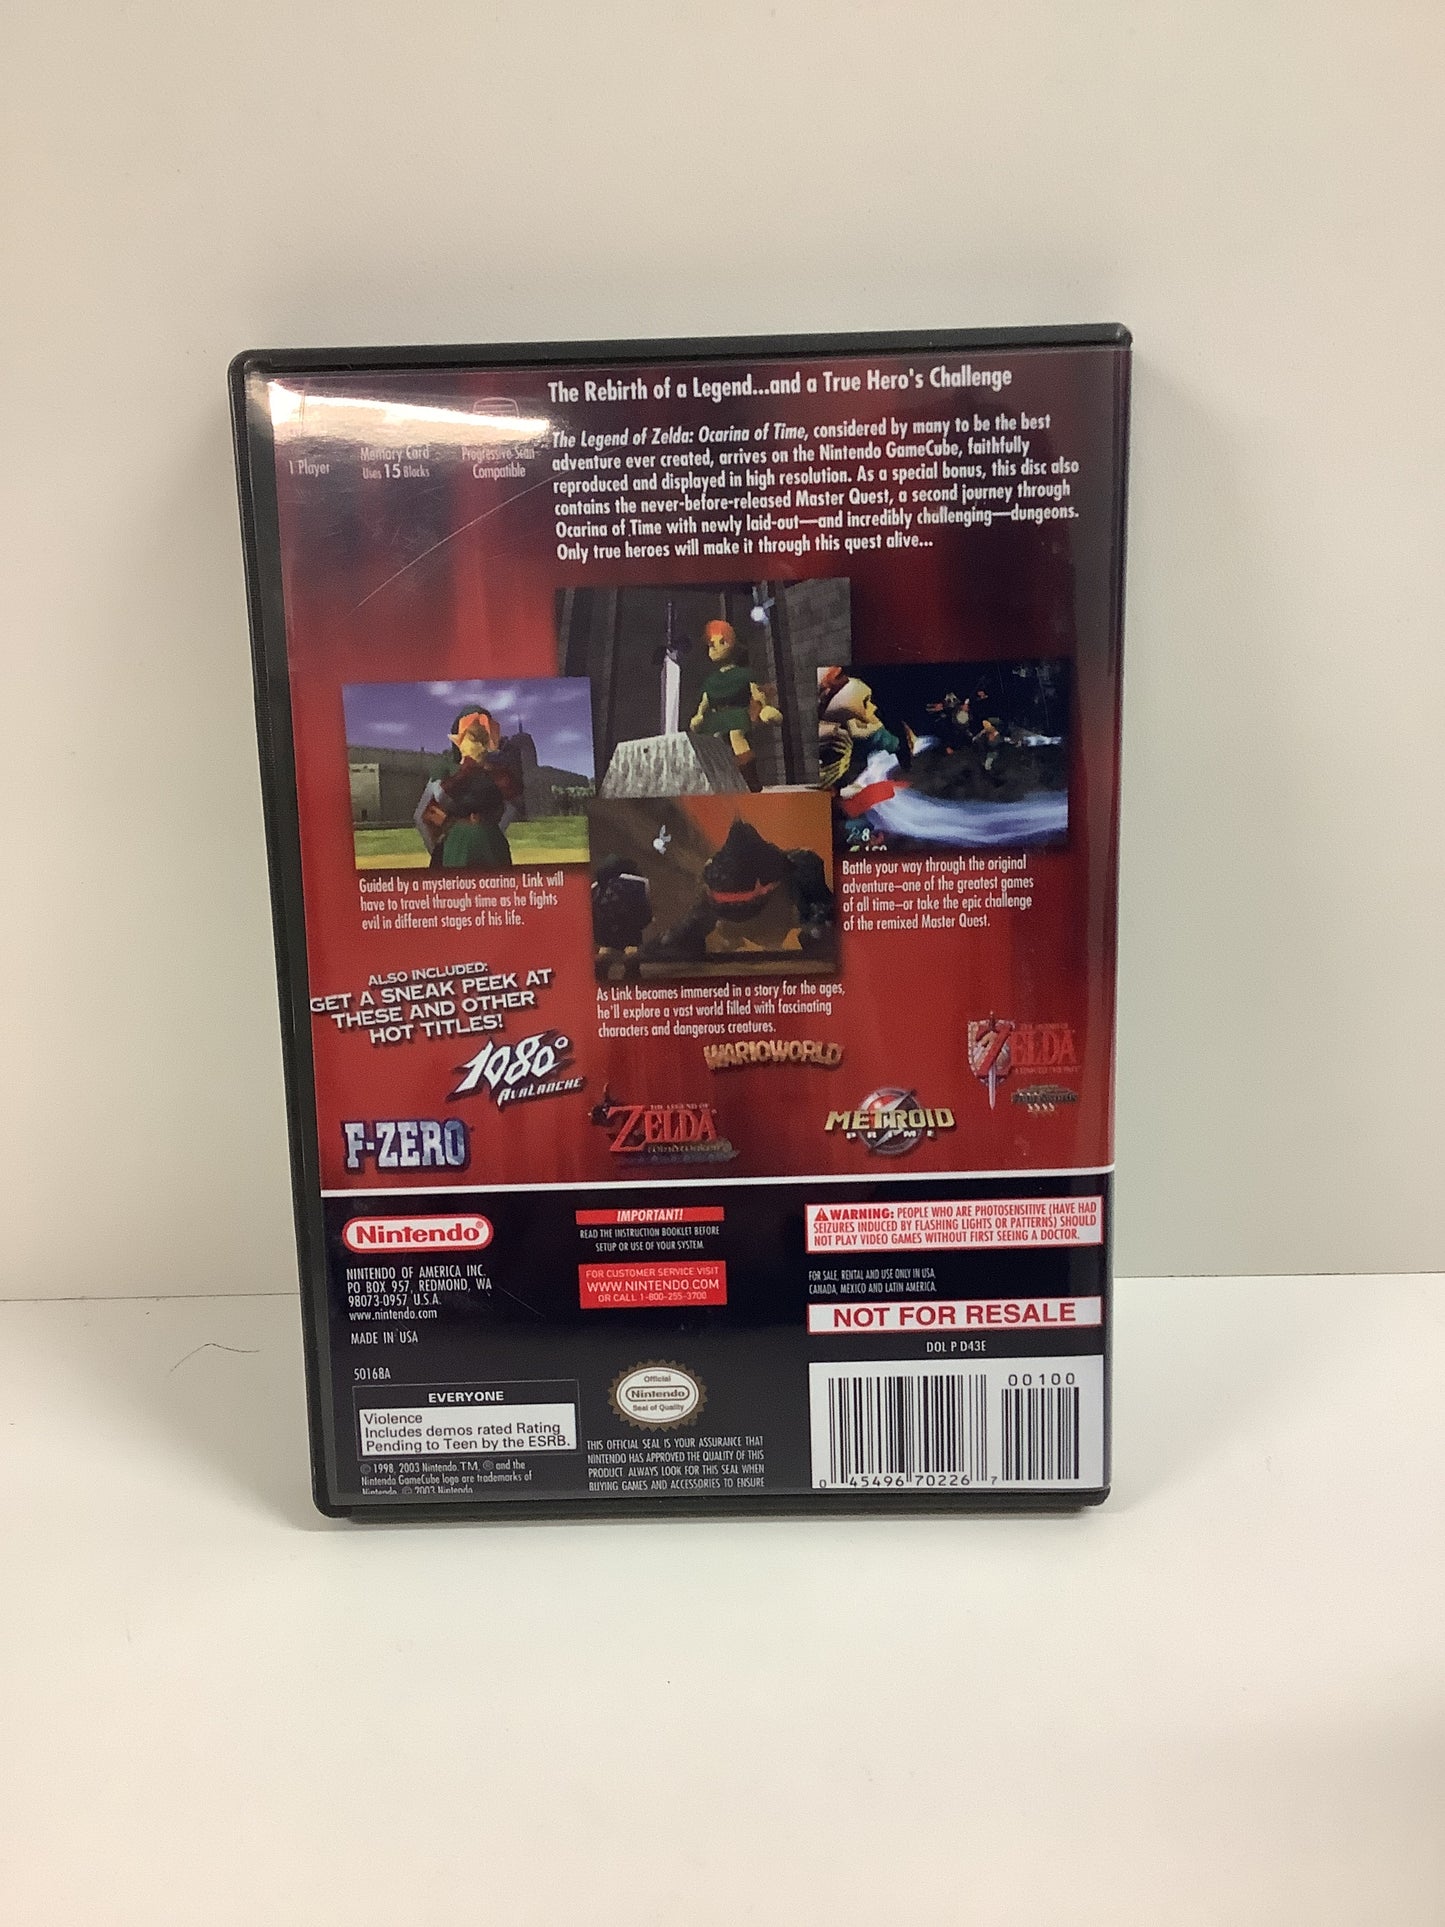 The Rebirth of a Legend...and a True Hero's Challenge
1 Player
Memory Card
Uses 15 Blocks
Progressive Scan
Compatible
The Legend of Zelda: Ocarina of Time, considered by many to be the best
adventure ever created, arrives on the Nintendo GameCube, faithfully
reproduced and displayed in high resolution. As a special bonus, this disc also
contains the never-before-released Master Quest, a second journey through
Ocarina of Time with newly laid-out—and incredibly challenging—dungeons.
Only true heroes will make it through this quest alive...
Guided by a mysterious ocarina, Link will
have to travel through time as he fights
evil in different stages of his life.
Battle your way through the original
adventure—one of the greatest games
of all time—or take the epic challenge
of the remixed Master Quest.
As Link becomes immersed in a story for the ages,
he'll explore a vast world filled with fascinating
characters and dangerous creatures.
ALSO INCLUDED:
GET A SNEAK PEEK AT
THESE AND OTHER
HOT TITLES!
1080°
AVALANCHE
WARIOWORLD
THE LEGEND OF
ZELDA
A LINK TO THE PAST
F-ZERO
THE LEGEND OF
ZELDA
METROID
PRIME
Nintendo®
NINTENDO OF AMERICA INC.
PO BOX 957, REDMOND, WA
98073-0957 U.S.A.
www.nintendo.com
MADE IN USA
50168A
IMPORTANT!
READ THE INSTRUCTION BOOKLET BEFORE
SETUP OR USE OF YOUR SYSTEM
FOR CUSTOMER SERVICE VISIT
WWW.NINTENDO.COM
OR CALL 1-800-255-3700
WARNING: PEOPLE WHO ARE PHOTOSENSITIVE (HAVE HAD
SEIZURES INDUCED BY FLASHING LIGHTS OR PATTERNS) SHOULD
NOT PLAY VIDEO GAMES WITHOUT FIRST SEEING A DOCTOR.
FOR SALE, RENTAL AND USE ONLY IN USA,
CANADA, MEXICO AND LATIN AMERICA.
NOT FOR RESALE
DOL P D43E
EVERYONE
Violence
Includes demos rated Rating
Pending to Teen by the ESRB.
© 1998, 2003 Nintendo. TM, ® and the
Nintendo GameCube logo are trademarks of
Nintendo. © 2003 Nintendo
Official
Nintendo
Seal of Quality
THIS OFFICIAL SEAL IS YOUR ASSURANCE THAT
NINTENDO HAS APPROVED THE QUALITY OF THIS
PRODUCT. ALWAYS LOOK FOR THIS SEAL WHEN
BUYING GAMES AND ACCESSORIES TO ENSURE
00100
0 45496 70226 7